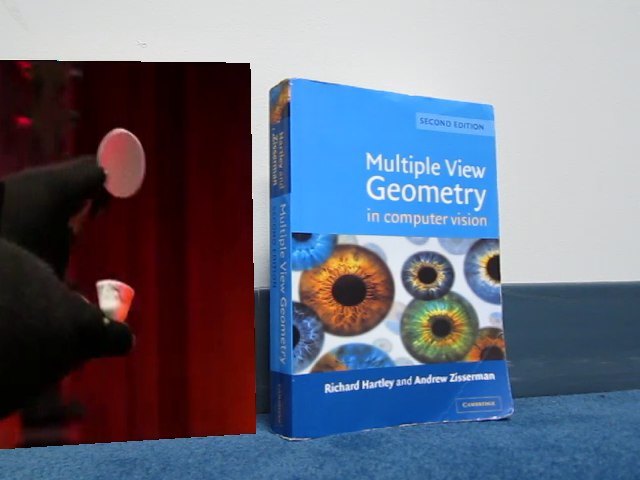 SECOND EDITION
Multiple View
Geometry
in computer vision
Richard Hartley and Andrew Zisserman
CAMBRIDGE
Hartley and
Zisserman
Multiple View Geometry